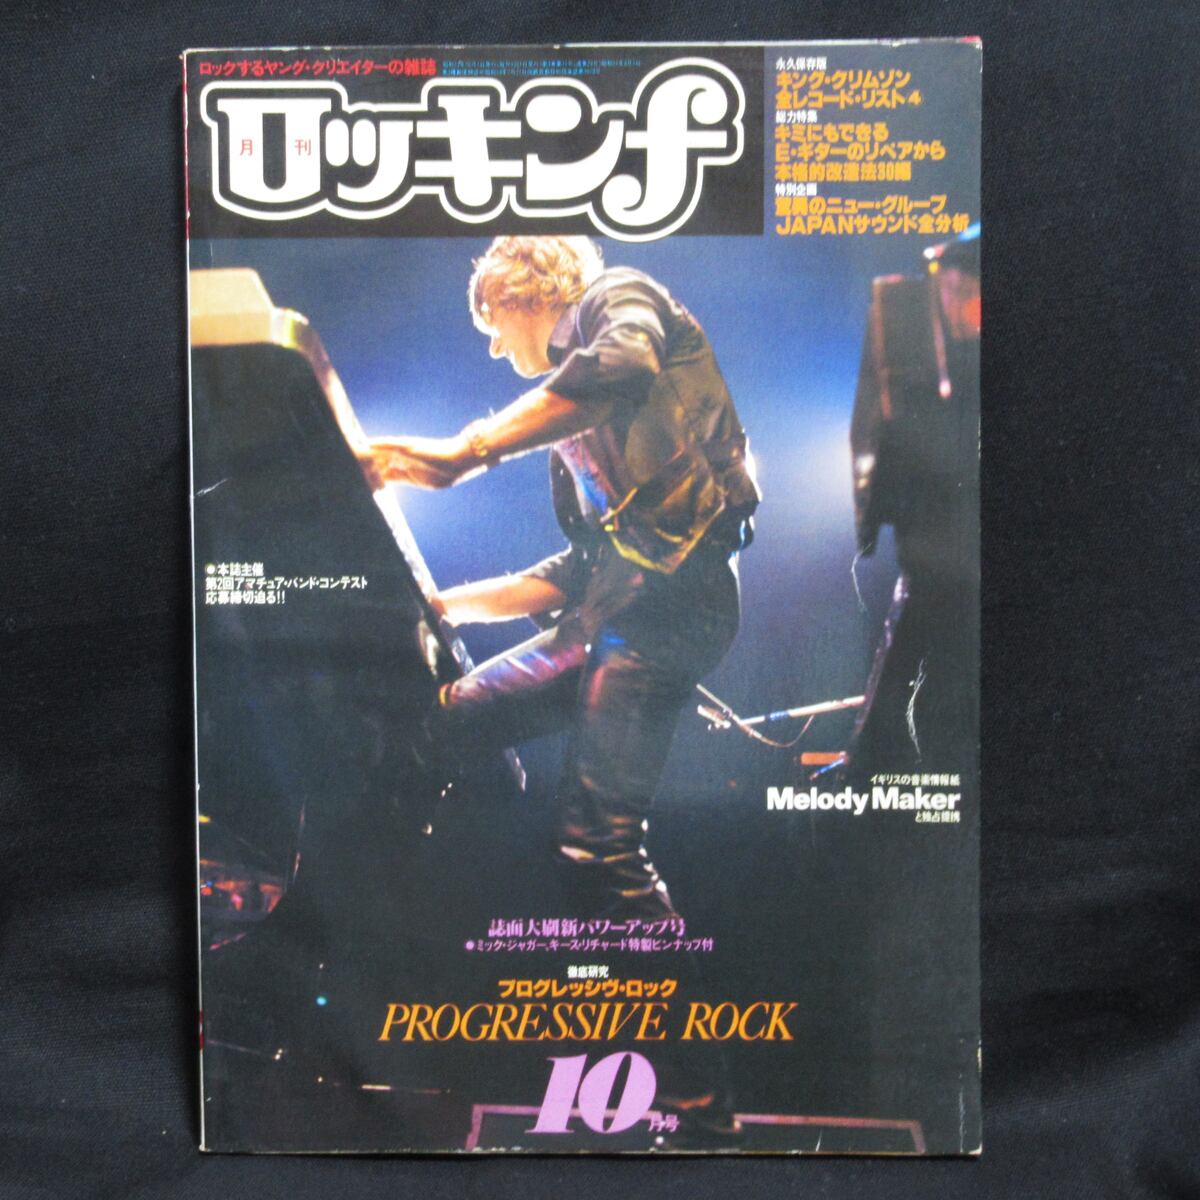 ロックするヤング・クリエイターの雑誌
月刊
ロッキンf
永久保存版
キング・クリムゾン
全レコード・リスト4
総力特集
キミにもできる
E・ギターのリペアから
本格的改造法30編
特別企画
驚異のニュー・グループ
JAPANサウンド全分析
●本誌主催
第2回アマチュア・バンド・コンテスト
応募締切迫る!!
イギリスの音楽情報紙
Melody Maker
と独占提携
誌面大刷新パワーアップ号
●ミック・ジャガー、キース・リチャード特製ピンナップ付
徹底研究
プログレッシヴ・ロック
PROGRESSIVE ROCK
10月号